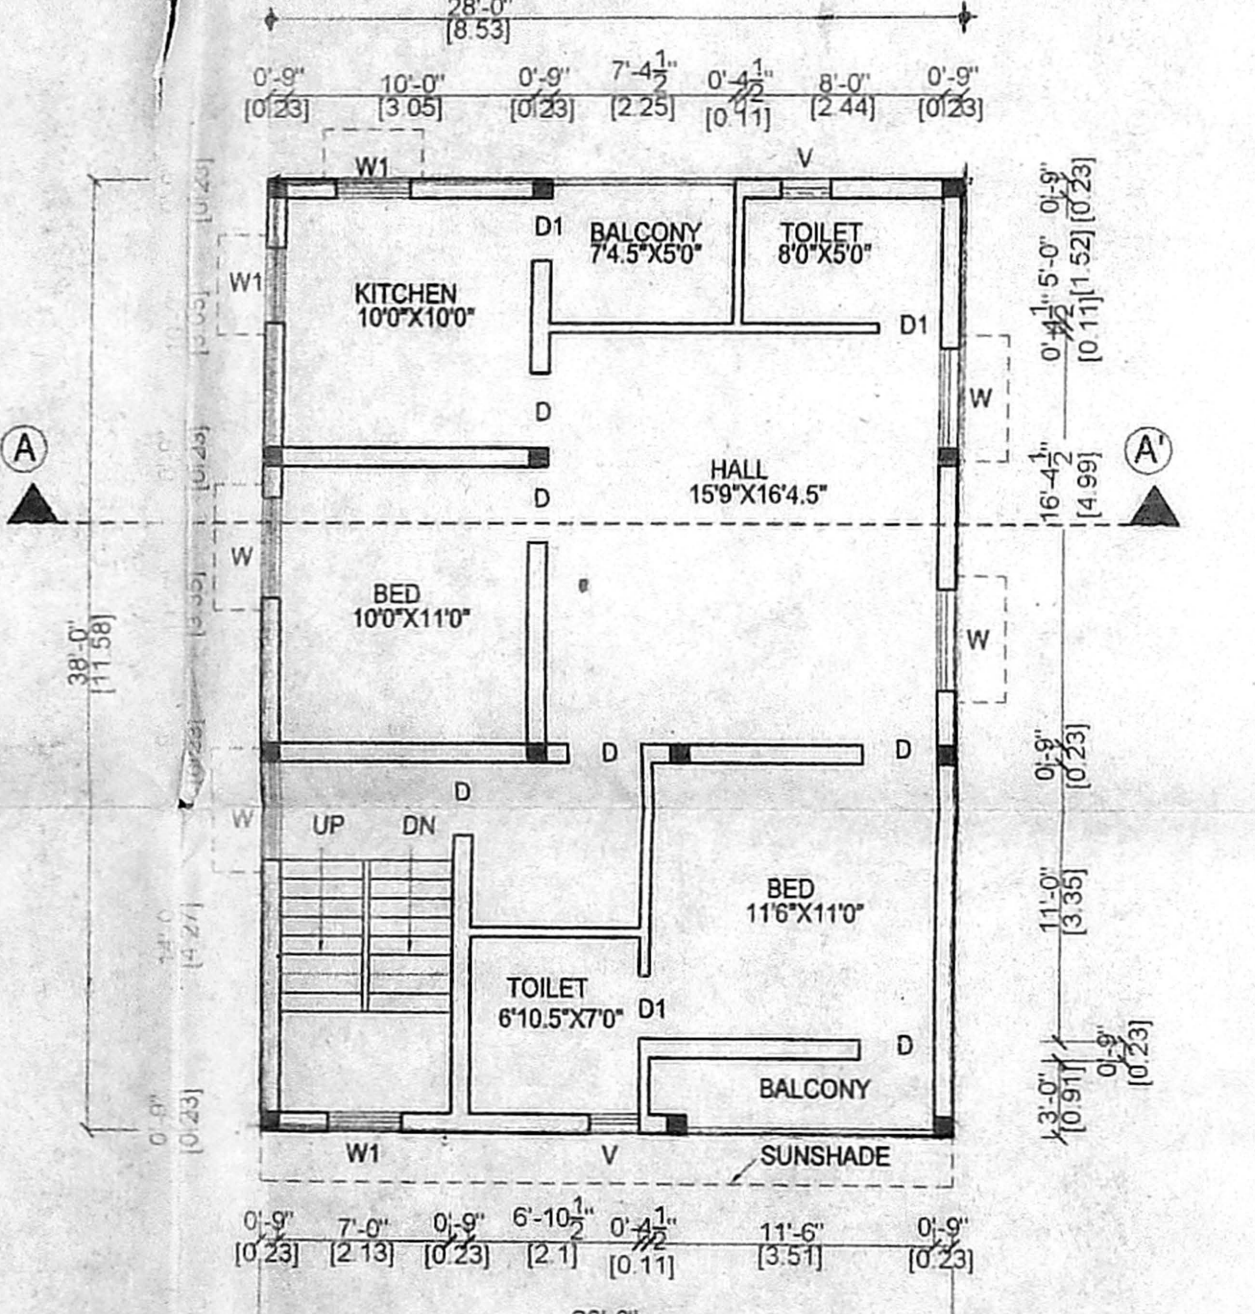 28'-0"
[8.53]
0'-9" 10'-0" 0'-9" 7'-4½" 0'-4½" 8'-0" 0'-9"
[0.23] [3.05] [0.23] [2.25] [0.11] [2.44] [0.23]
W1 V
D1 BALCONY TOILET
7'4.5"X5'0" 8'0"X5'0"
0'-9"
[0.23]
5'-0"
[1.52]
W1
KITCHEN
10'0"X10'0"
D1
0'-4½"
[0.11]
D
W
A
A'
HALL
15'9"X16'4.5"
D
16'-4½"
[4.99]
W
BED
10'0"X11'0"
W
38'-0"
[11.58]
D
D
0'-9"
[0.23]
D
W
UP DN
BED
11'6"X11'0"
11'-0"
[3.35]
[4.27]
TOILET
6'10.5"X7'0"
D1
D
0'-9"
[0.23]
BALCONY
3'-0"
[0.91]
0'-9"
[0.23]
W1 V SUNSHADE
0'-9" 7'-0" 0'-9" 6'-10½" 0'-4½" 11'-6" 0'-9"
[0.23] [2.13] [0.23] [2.1] [0.11] [3.51] [0.23]